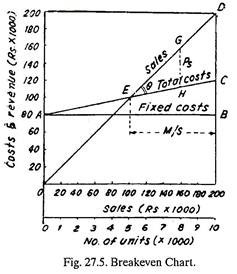 Costs & revenue (Rs ×1000)
200
180
160
140
120
100
80 A
60
40
20
0
D
G
Sales
P5
θ
Total costs
C
E
H
Fixed costs
B
M/S
0 20 40 60 80 100 120 140 160 180 200
Sales (Rs ×1000)
0 1 2 3 4 5 6 7 8 9 10
No. of units (× 1000)
Fig. 27.5. Breakeven Chart.